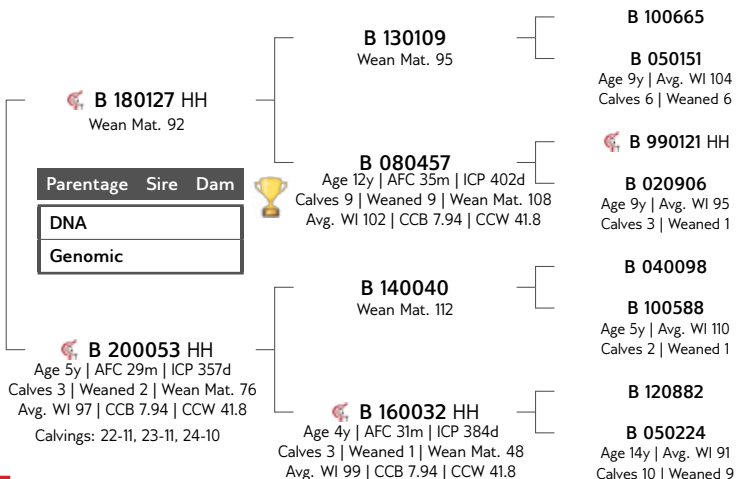 B 180127 HH
Wean Mat. 92
Parentage Sire Dam
DNA
Genomic
B 200053 HH
Age 5y | AFC 29m | ICP 357d
Calves 3 | Weaned 2 | Wean Mat. 76
Avg. WI 97 | CCB 7.94 | CCW 41.8
Calvings: 22-11, 23-11, 24-10
B 130109
Wean Mat. 95
B 080457
Age 12y | AFC 35m | ICP 402d
Calves 9 | Weaned 9 | Wean Mat. 108
Avg. WI 102 | CCB 7.94 | CCW 41.8
B 140040
Wean Mat. 112
B 160032 HH
Age 4y | AFC 31m | ICP 384d
Calves 3 | Weaned 1 | Wean Mat. 48
Avg. WI 99 | CCB 7.94 | CCW 41.8
B 100665
B 050151
Age 9y | Avg. WI 104
Calves 6 | Weaned 6
B 990121 HH
B 020906
Age 9y | Avg. WI 95
Calves 3 | Weaned 1
B 040098
B 100588
Age 5y | Avg. WI 110
Calves 2 | Weaned 1
B 120882
B 050224
Age 14y | Avg. WI 91
Calves 10 | Weaned 9